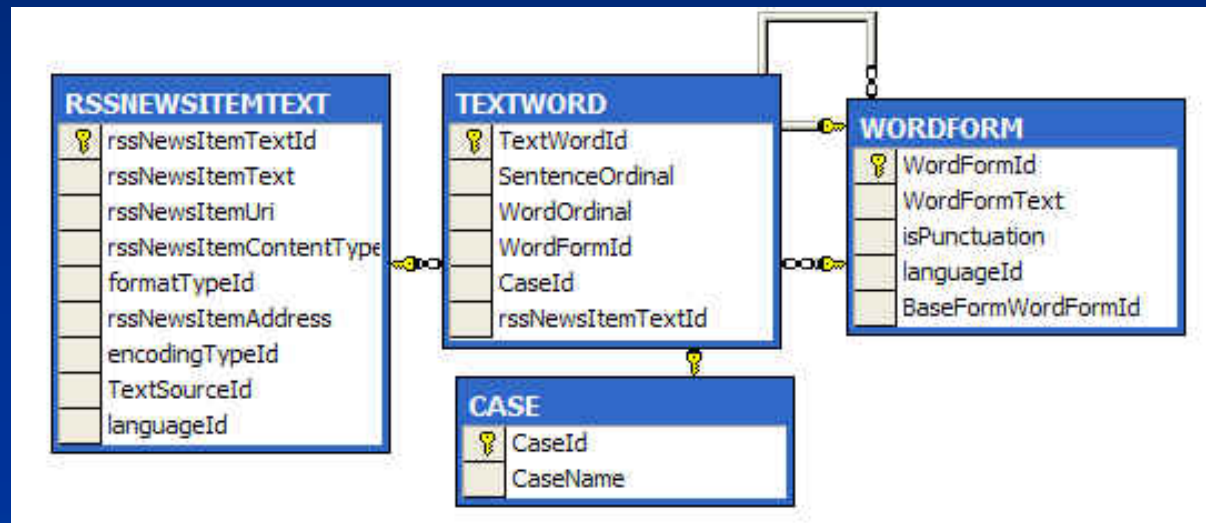 RSSNEWSITEMTEXT
rssNewsItemTextId
rssNewsItemText
rssNewsItemUri
rssNewsItemContentType
formatTypeId
rssNewsItemAddress
encodingTypeId
TextSourceId
languageId
TEXTWORD
TextWordId
SentenceOrdinal
WordOrdinal
WordFormId
CaseId
rssNewsItemTextId
WORDFORM
WordFormId
WordFormText
isPunctuation
languageId
BaseFormWordFormId
CASE
CaseId
CaseName